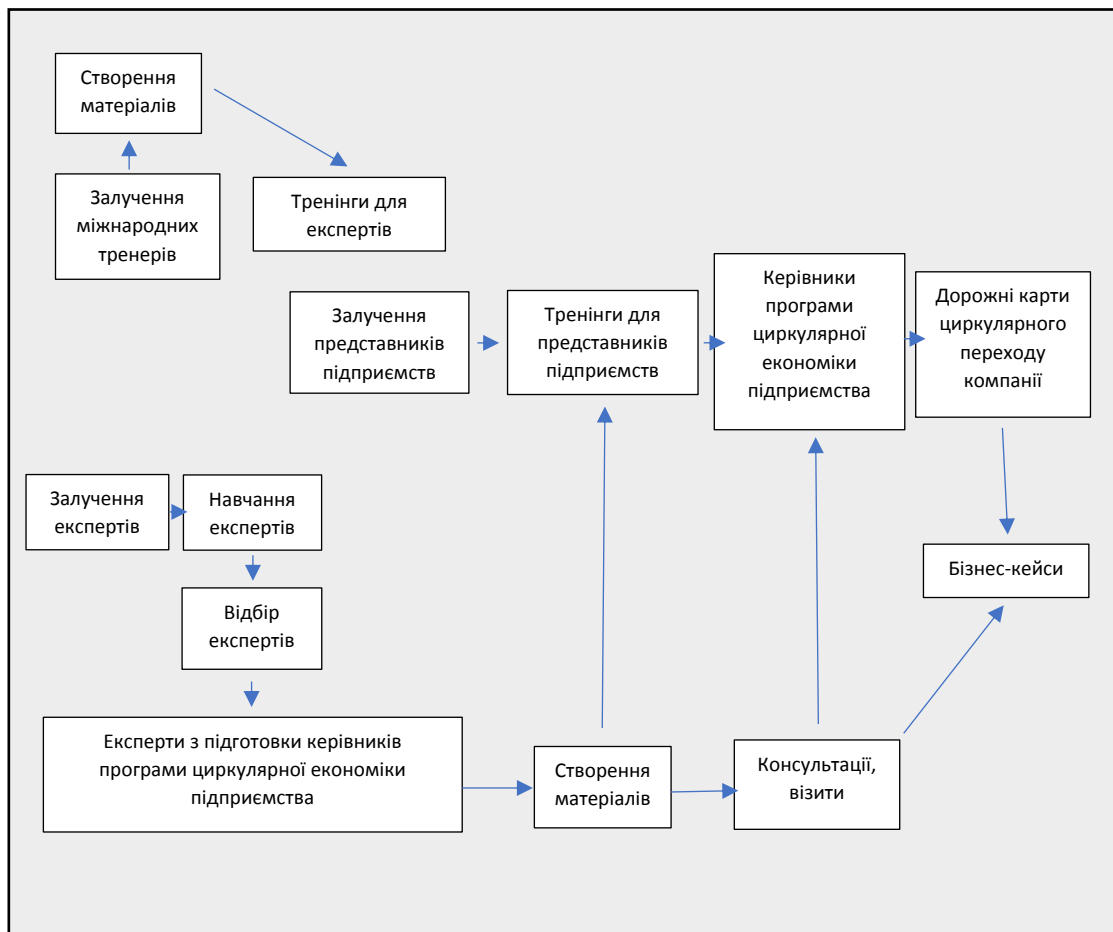 Створення
матеріалів
Залучення
міжнародних
тренерів
Тренінги для
експертів
Залучення
представників
підприємств
Тренінги для
представників
підприємств
Керівники
програми
циркулярної
економіки
підприємства
Дорожні карти
циркулярного
переходу
компанії
Залучення
експертів
Навчання
експертів
Бізнес-кейси
Відбір
експертів
Експерти з підготовки керівників
програми циркулярної економіки
підприємства
Створення
матеріалів
Консультації,
візити